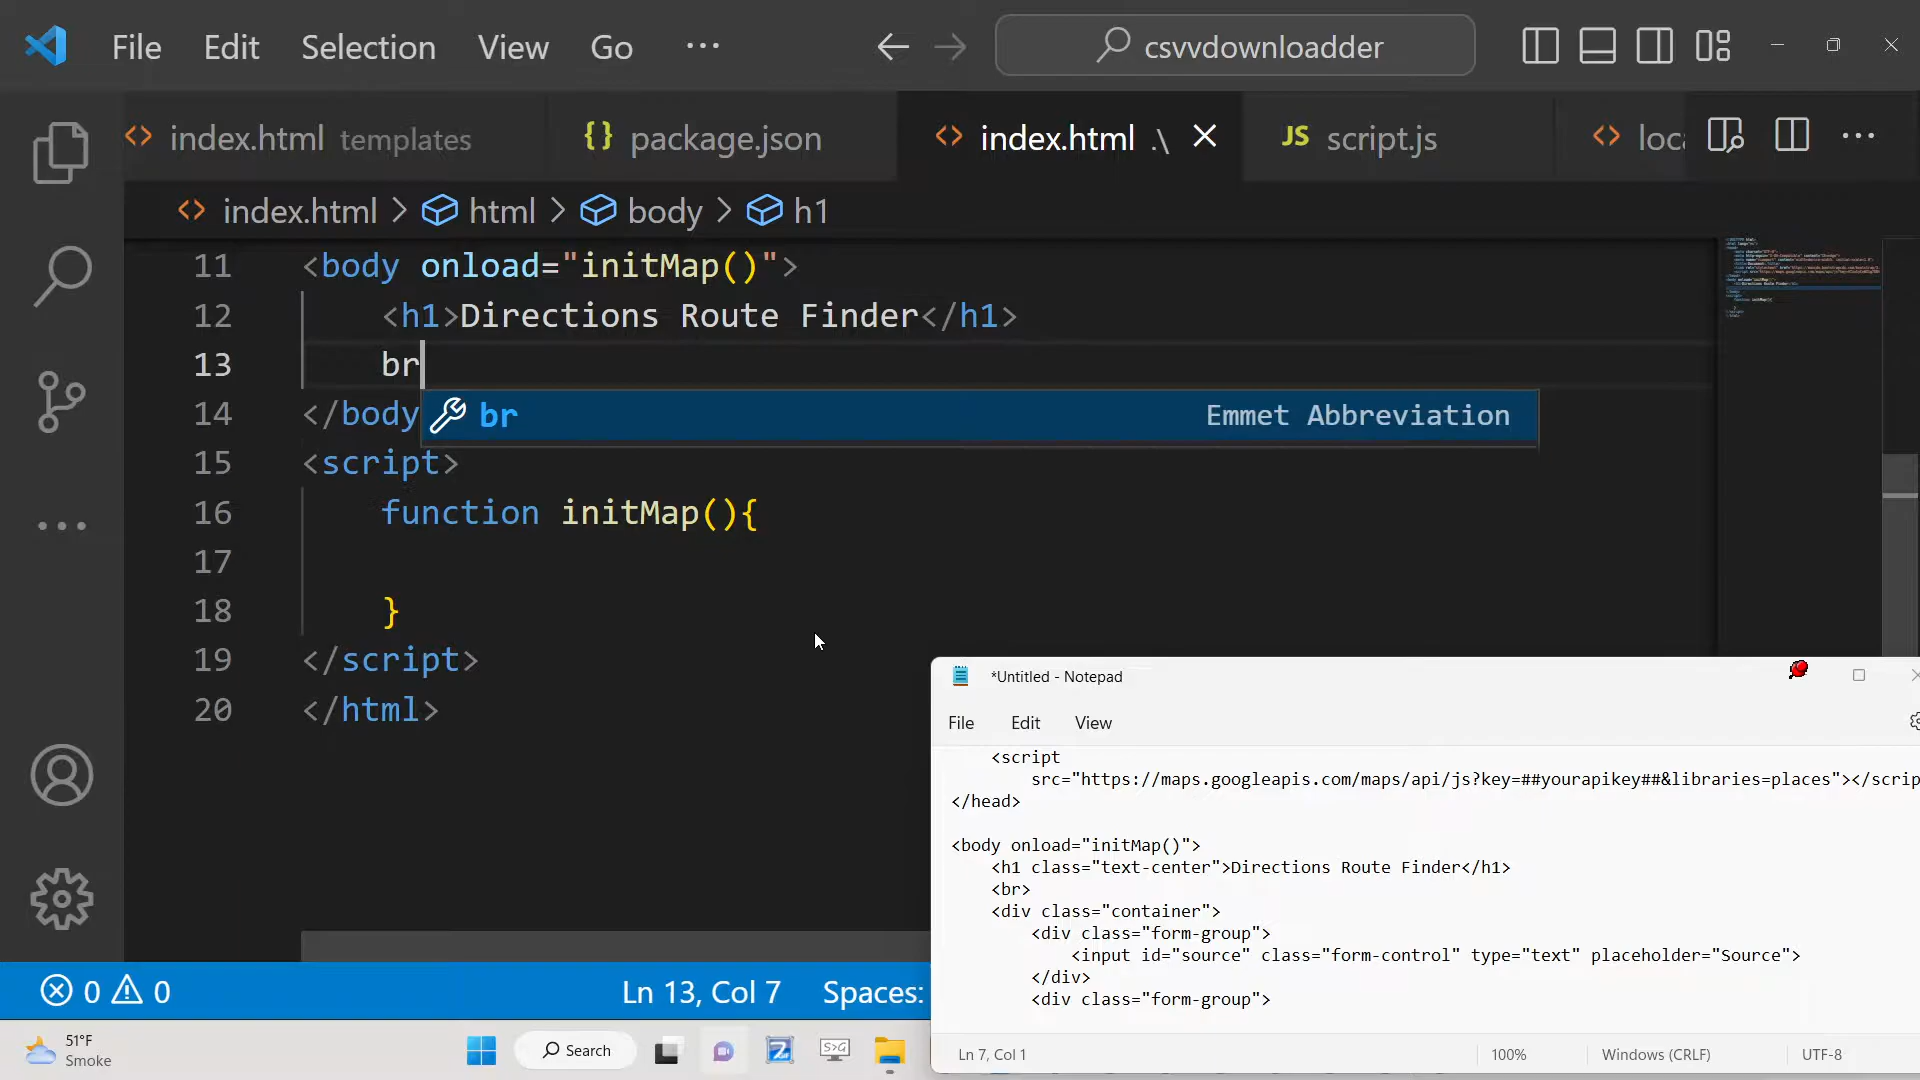 File Edit Selection View Go ··· csvvdownloadder
index.html templates {} package.json index.html .\ JS script.js loca
index.html > html > body > h1
11 <body onload="initMap()">
12 <h1>Directions Route Finder</h1>
13 br
br Emmet Abbreviation
14 </body
15 <script>
16 function initMap(){
17
18 }
19 </script>
20 </html>
*Untitled - Notepad
File Edit View
<script
src="https://maps.googleapis.com/maps/api/js?key=##yourapikey##&libraries=places"></scrip
</head>
<body onload="initMap()">
<h1 class="text-center">Directions Route Finder</h1>
<br>
<div class="container">
<div class="form-group">
<input id="source" class="form-control" type="text" placeholder="Source">
</div>
<div class="form-group">
Ln 7, Col 1 100% Windows (CRLF) UTF-8
0 0 Ln 13, Col 7 Spaces:
51°F
Smoke
Search